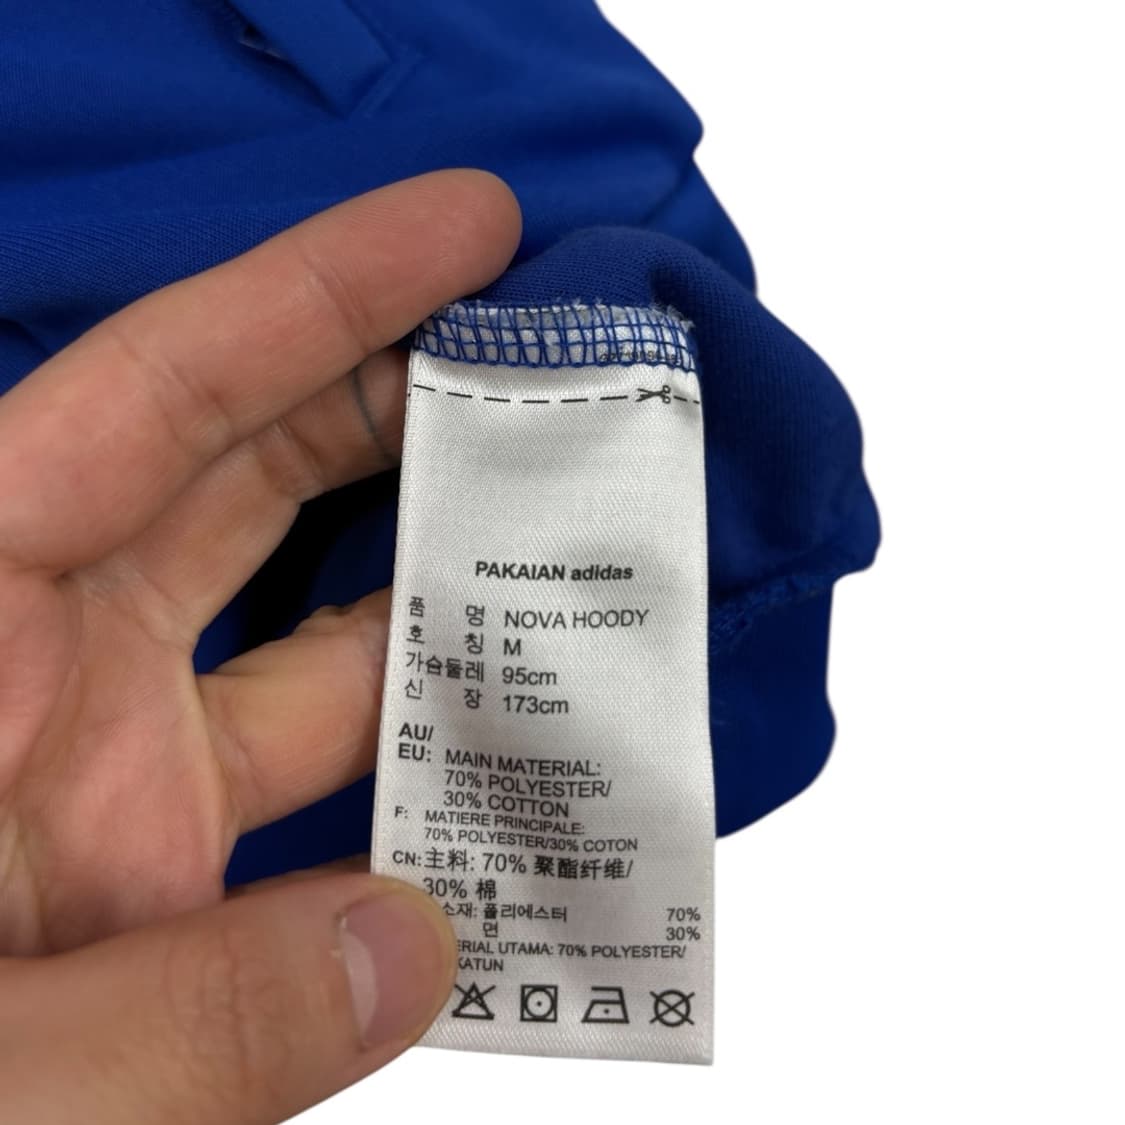 PAKAIAN adidas
품 명 NOVA HOODY
호 칭 M
가슴둘레 95cm
신 장 173cm
AU/
EU: MAIN MATERIAL:
70% POLYESTER/
30% COTTON
F: MATIERE PRINCIPALE:
70% POLYESTER/30% COTON
CN: 主料: 70% 聚酯纤维/
30% 棉
소재: 폴리에스터 70%
면 30%
ERIAL UTAMA: 70% POLYESTER/
KATUN